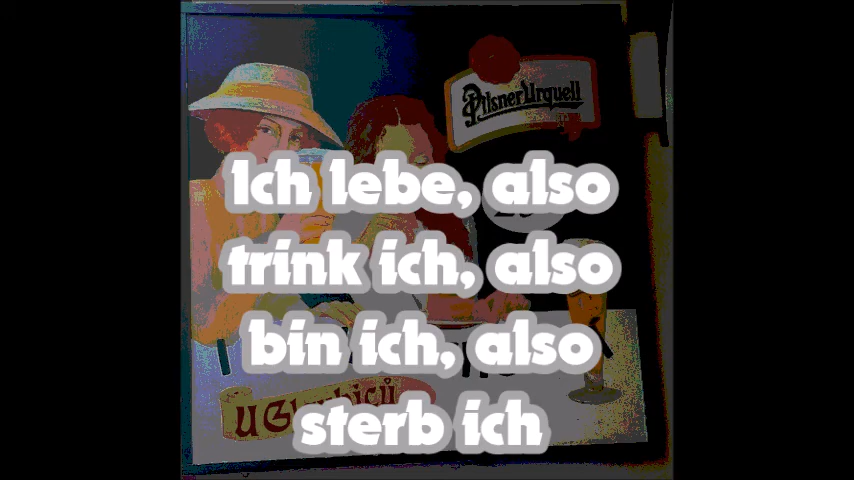 Pilsner Urquell
Ich lebe, also
trink ich, also
bin ich, also
sterb ich